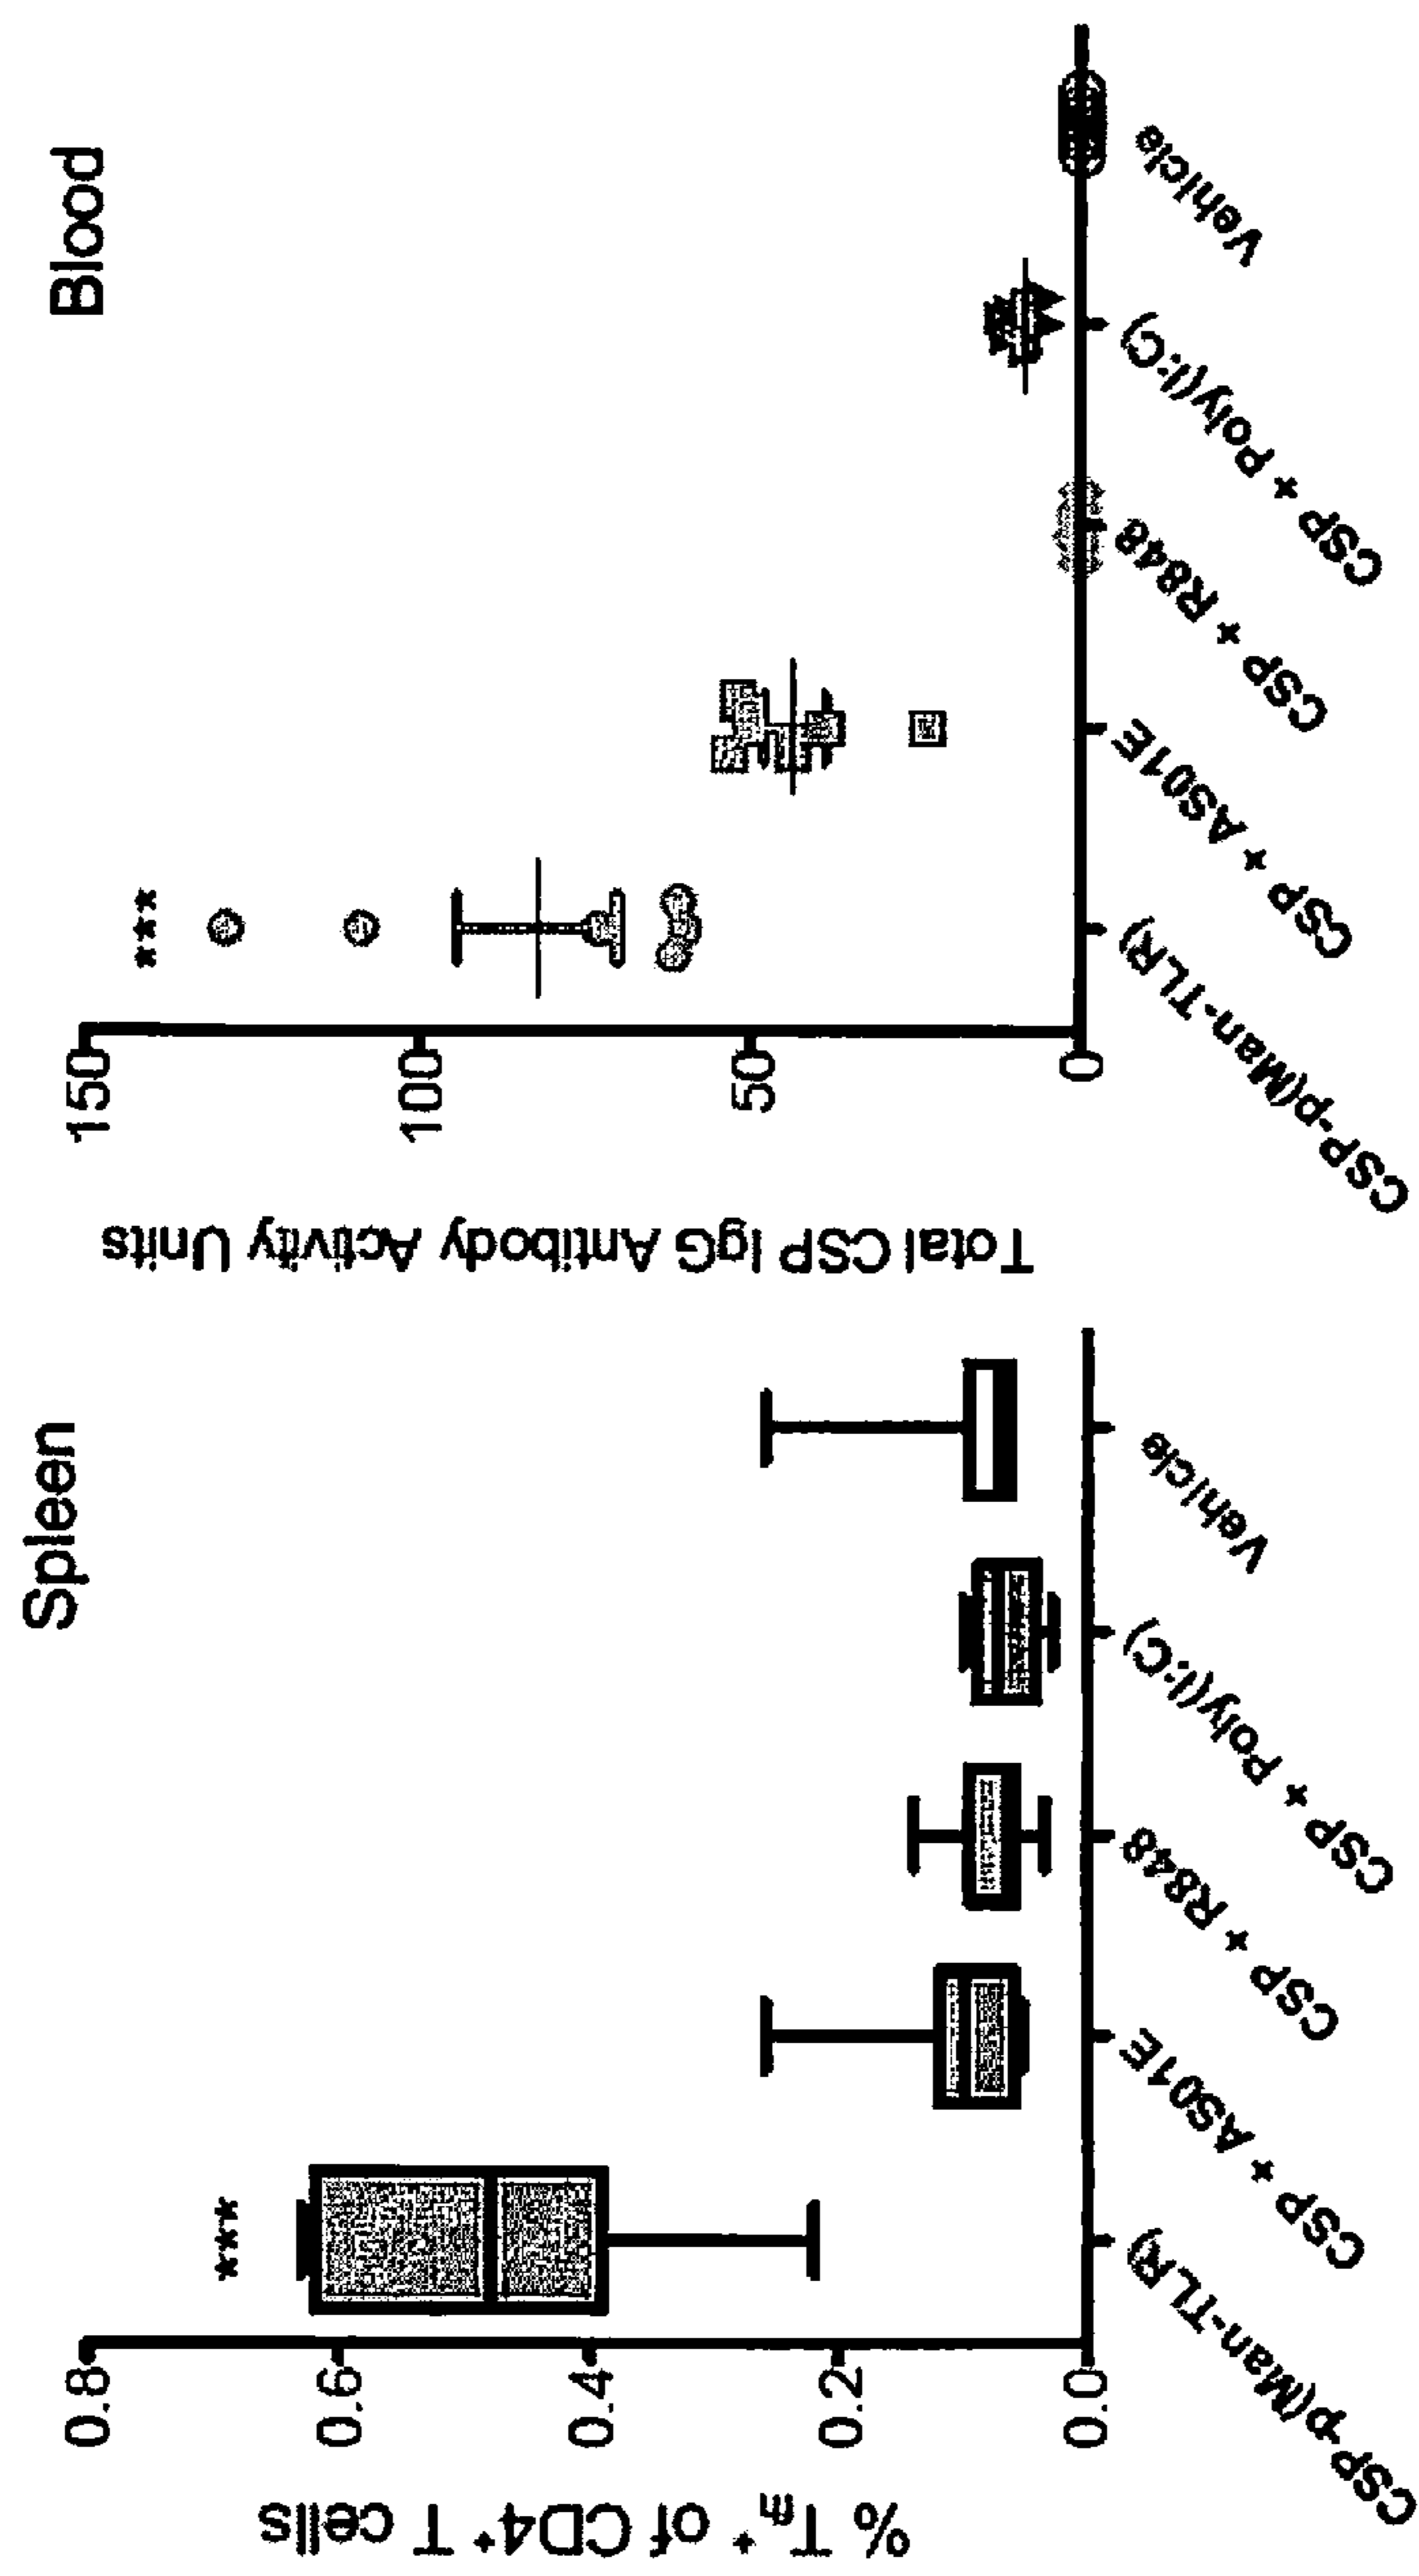 Spleen
% Tfh+ of CD4+ T cells
0.8
0.6
0.4
0.2
0.0
***
CSP-p(Man-TLR)
CSP + AS01E
CSP + R848
CSP + Poly(I:C)
Vehicle
Blood
Total CSP IgG Antibody Activity Units
150
100
50
0
***
CSP-p(Man-TLR)
CSP + AS01E
CSP + R848
CSP + Poly(I:C)
Vehicle